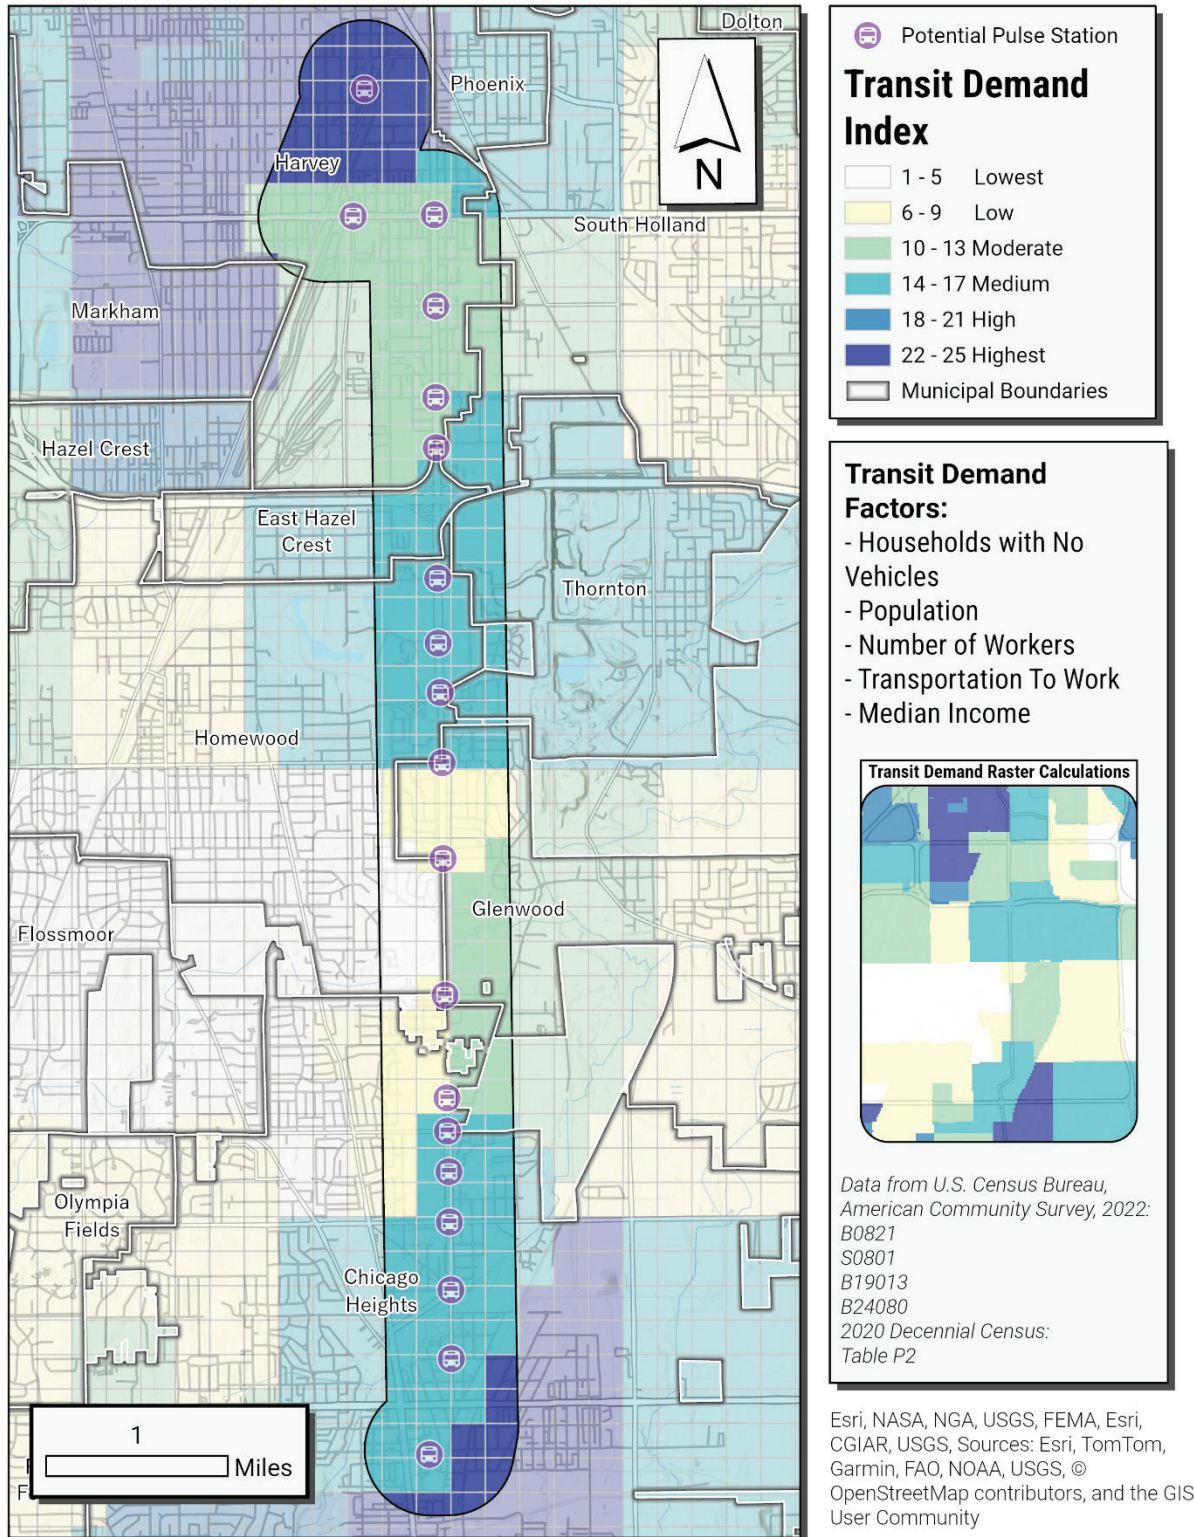 Dolton
Phoenix
Harvey
N
South Holland
Markham
Hazel Crest
East Hazel
Crest
Thornton
Homewood
Glenwood
Flossmoor
Olympia
Fields
Chicago
Heights
1
Miles
Potential Pulse Station
Transit Demand
Index
1 - 5 Lowest
6 - 9 Low
10 - 13 Moderate
14 - 17 Medium
18 - 21 High
22 - 25 Highest
Municipal Boundaries
Transit Demand
Factors:
- Households with No
Vehicles
- Population
- Number of Workers
- Transportation To Work
- Median Income
Transit Demand Raster Calculations
Data from U.S. Census Bureau,
American Community Survey, 2022:
B0821
S0801
B19013
B24080
2020 Decennial Census:
Table P2
Esri, NASA, NGA, USGS, FEMA, Esri,
CGIAR, USGS, Sources: Esri, TomTom,
Garmin, FAO, NOAA, USGS, ©
OpenStreetMap contributors, and the GIS
User Community